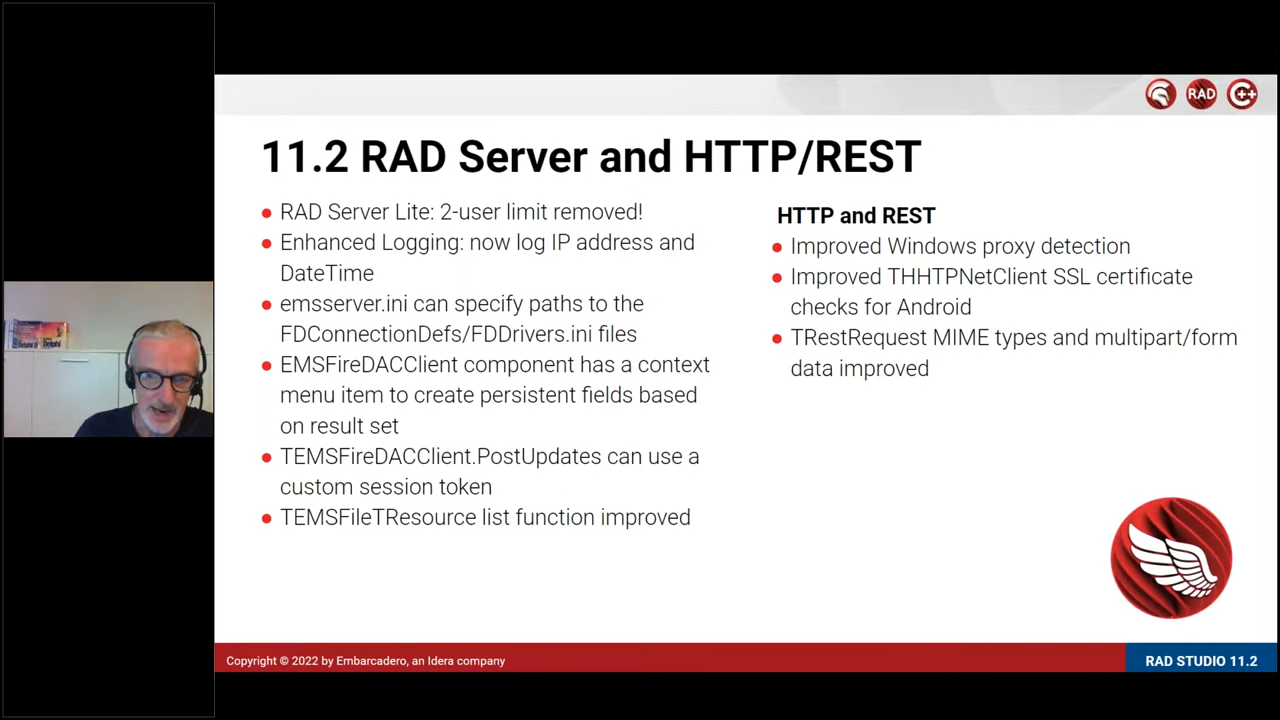 RAD
C++
11.2 RAD Server and HTTP/REST
RAD Server Lite: 2-user limit removed!
Enhanced Logging: now log IP address and
DateTime
emsserver.ini can specify paths to the
FDConnectionDefs/FDDrivers.ini files
EMSFireDACClient component has a context
menu item to create persistent fields based
on result set
TEMSFireDACClient.PostUpdates can use a
custom session token
TEMSFileTResource list function improved
HTTP and REST
Improved Windows proxy detection
Improved THHTPNetClient SSL certificate
checks for Android
TRestRequest MIME types and multipart/form
data improved
Delphi
Copyright © 2022 by Embarcadero, an Idera company
RAD STUDIO 11.2